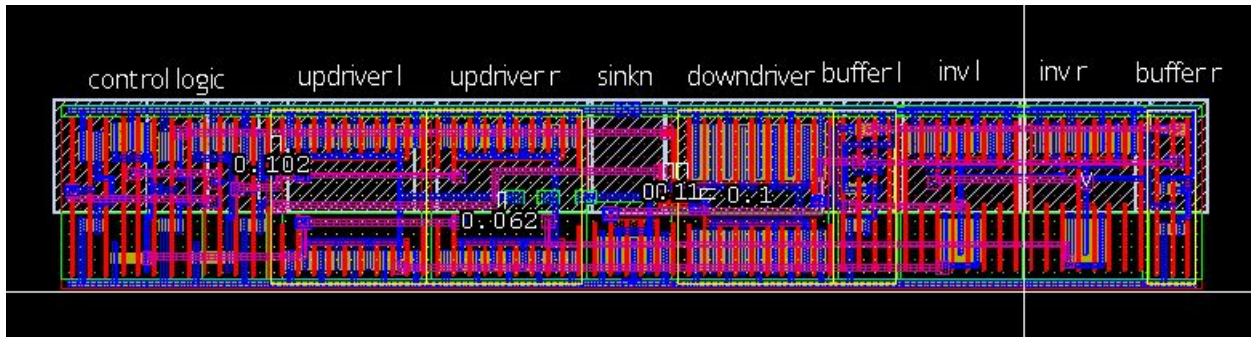 control logic updriver l updriver r sinkn downdriver buffer l inv l inv r buffer r
0.102
0.1
0.062